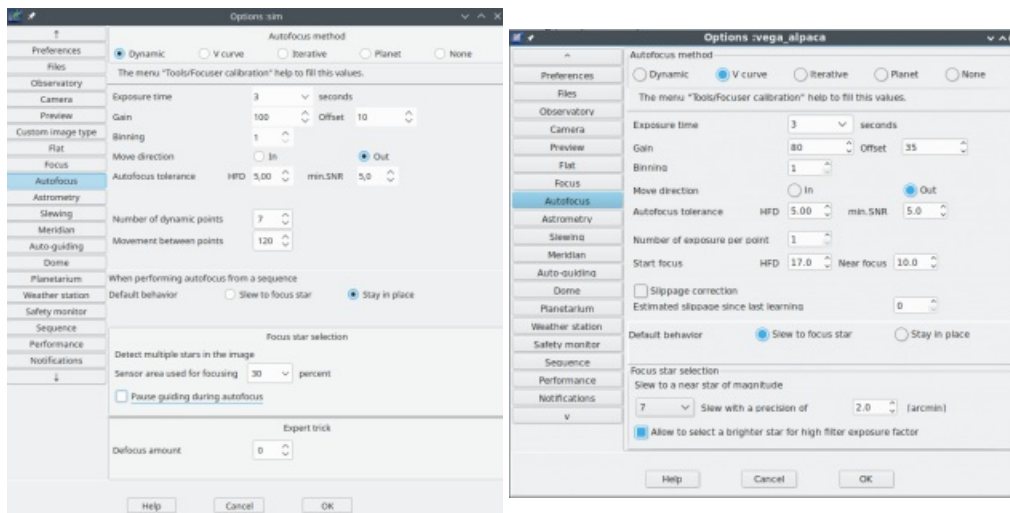 Options :sim
Preferences
Files
Observatory
Camera
Preview
Custom image type
Flat
Focus
Autofocus
Astrometry
Slewing
Meridian
Auto-guiding
Dome
Planetarium
Weather station
Safety monitor
Sequence
Performance
Notifications
Autofocus method
Dynamic V curve Iterative Planet None
The menu "Tools/Focuser calibration" help to fill this values.
Exposure time 3 seconds
Gain 100 Offset 10
Binning 1
Move direction In Out
Autofocus tolerance HFD 5,00 min.SNR 5,0
Number of dynamic points 7
Movement between points 120
When performing autofocus from a sequence
Default behavior Slew to focus star Stay in place
Focus star selection
Detect multiple stars in the image
Sensor area used for focusing 30 percent
Pause guiding during autofocus
Expert trick
Defocus amount 0
Help Cancel OK
Options :vega_alpaca
Preferences
Files
Observatory
Camera
Preview
Flat
Focus
Autofocus
Astrometry
Slewing
Meridian
Auto-guiding
Dome
Planetarium
Weather station
Safety monitor
Sequence
Performance
Notifications
Autofocus method
Dynamic V curve Iterative Planet None
The menu "Tools/Focuser calibration" help to fill this values.
Exposure time 3 seconds
Gain 80 Offset 35
Binning 1
Move direction In Out
Autofocus tolerance HFD 5.00 min.SNR 5.0
Number of exposure per point 1
Start focus HFD 17.0 Near focus 10.0
Slippage correction
Estimated slippage since last learning 0
Default behavior Slew to focus star Stay in place
Focus star selection
Slew to a near star of magnitude
7 Slew with a precision of 2.0 [arcmin]
Allow to select a brighter star for high filter exposure factor
Help Cancel OK